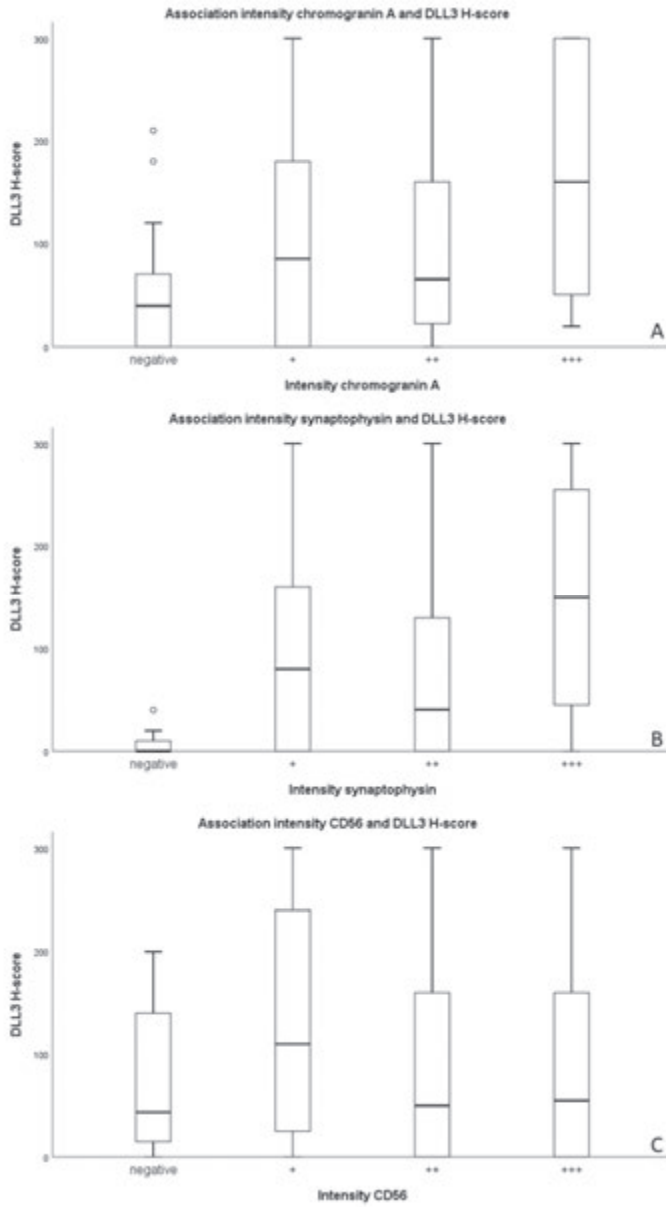 Association intensity chromogranin A and DLL3 H-score
300
200
100
0
DLL3 H-score
negative + ++ +++
Intensity chromogranin A
A
Association intensity synaptophysin and DLL3 H-score
300
200
100
0
DLL3 H-score
negative + ++ +++
Intensity synaptophysin
B
Association intensity CD56 and DLL3 H-score
300
200
100
0
DLL3 H-score
negative + ++ +++
Intensity CD56
C